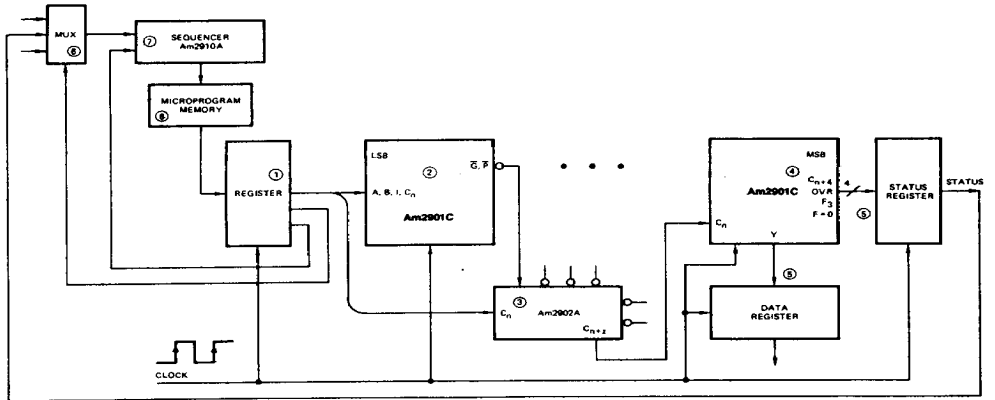 MUX
⑥
⑦
SEQUENCER
Am2910A
MICROPROGRAM
MEMORY
⑧
①
REGISTER
LSB
②
G̅, P̅
A, B, I, Cn
Am2901C
③
Cn
Am2902A
Cn+z
• • •
MSB
④
Am2901C
Cn+4
OVR
F3
F = 0
Cn
Y
4
⑤
STATUS
REGISTER
STATUS
⑤
DATA
REGISTER
CLOCK